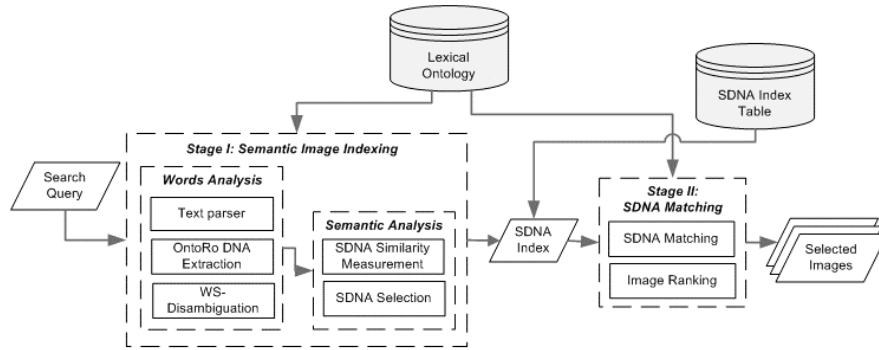 Lexical
Ontology
SDNA Index
Table
Stage I: Semantic Image Indexing
Search
Query
Words Analysis
Text parser
OntoRo DNA
Extraction
WS-
Disambiguation
Semantic Analysis
SDNA Similarity
Measurement
SDNA Selection
SDNA
Index
Stage II:
SDNA Matching
SDNA Matching
Image Ranking
Selected
Images